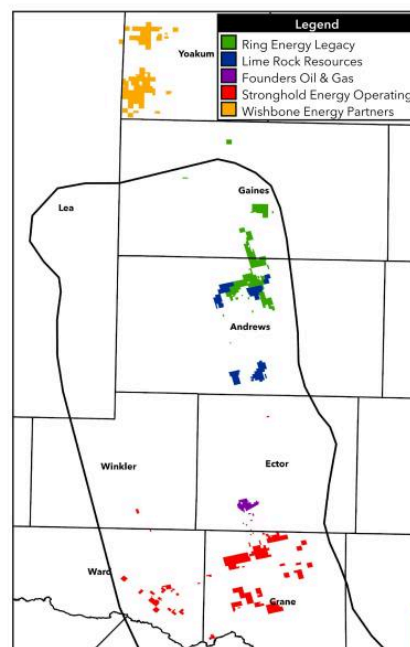 Legend
Ring Energy Legacy
Lime Rock Resources
Founders Oil & Gas
Stronghold Energy Operating
Wishbone Energy Partners
Yoakum
Gaines
Lea
Andrews
Winkler
Ector
Ward
Crane